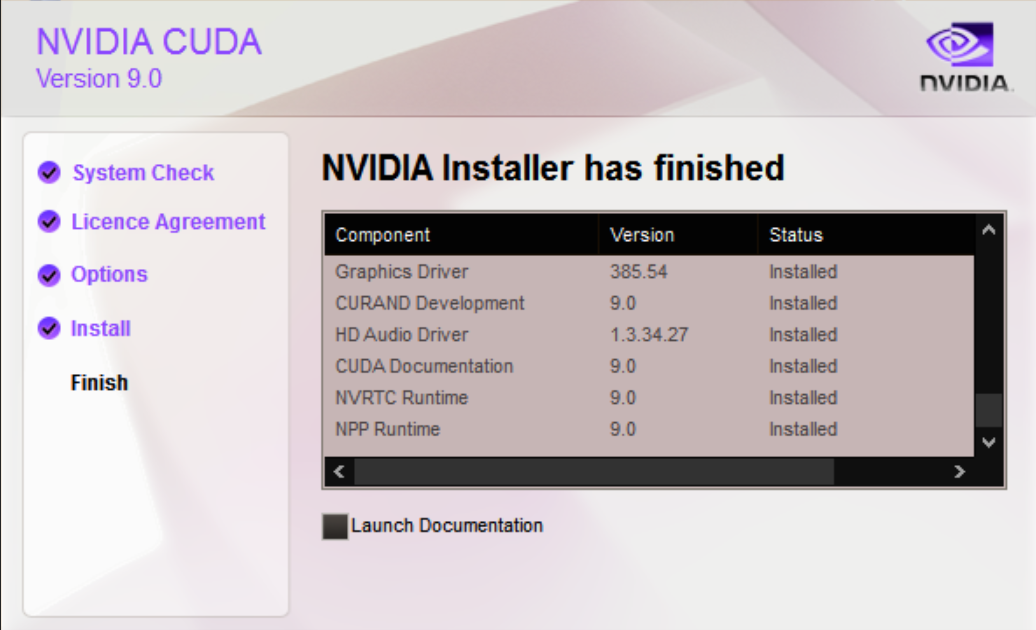 NVIDIA CUDA
Version 9.0
NVIDIA.
System Check
Licence Agreement
Options
Install
Finish
NVIDIA Installer has finished
Component Version Status
Graphics Driver 385.54 Installed
CURAND Development 9.0 Installed
HD Audio Driver 1.3.34.27 Installed
CUDA Documentation 9.0 Installed
NVRTC Runtime 9.0 Installed
NPP Runtime 9.0 Installed
Launch Documentation